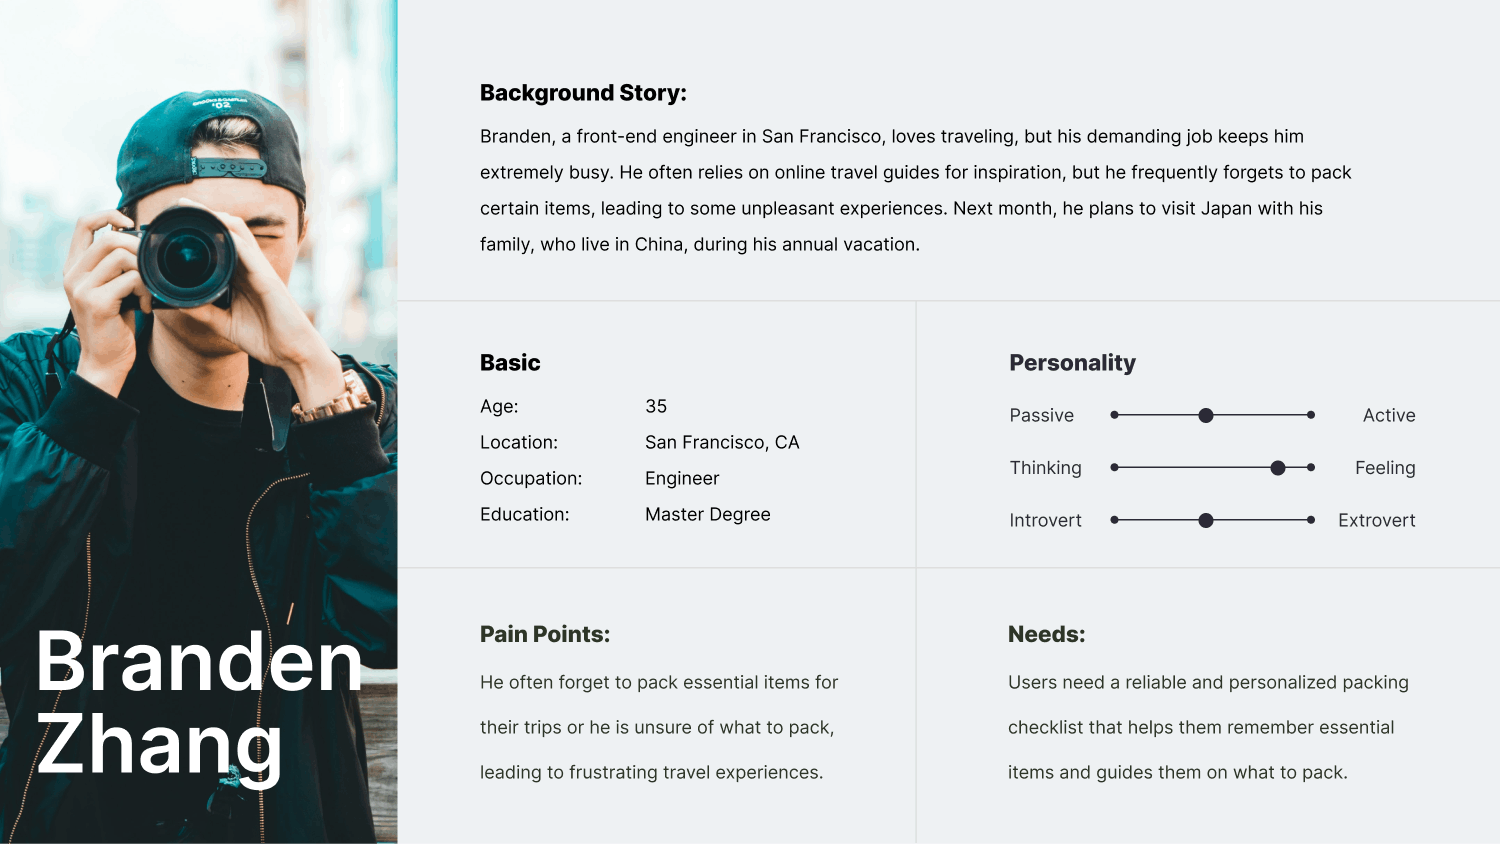 '02
Branden
Zhang
Background Story:
Branden, a front-end engineer in San Francisco, loves traveling, but his demanding job keeps him
extremely busy. He often relies on online travel guides for inspiration, but he frequently forgets to pack
certain items, leading to some unpleasant experiences. Next month, he plans to visit Japan with his
family, who live in China, during his annual vacation.
Basic
Age: 35
Location: San Francisco, CA
Occupation: Engineer
Education: Master Degree
Personality
Passive Active
Thinking Feeling
Introvert Extrovert
Pain Points:
He often forget to pack essential items for
their trips or he is unsure of what to pack,
leading to frustrating travel experiences.
Needs:
Users need a reliable and personalized packing
checklist that helps them remember essential
items and guides them on what to pack.